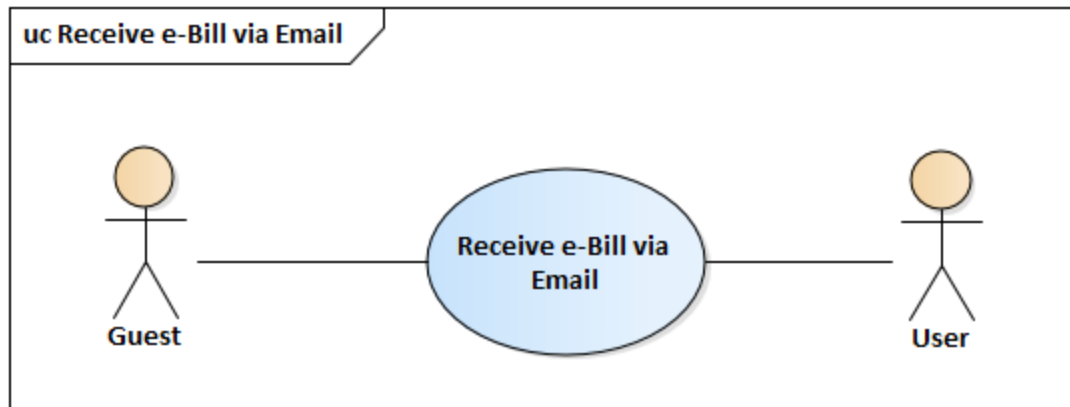 uc Receive e-Bill via Email
Receive e-Bill via
Email
Guest
User